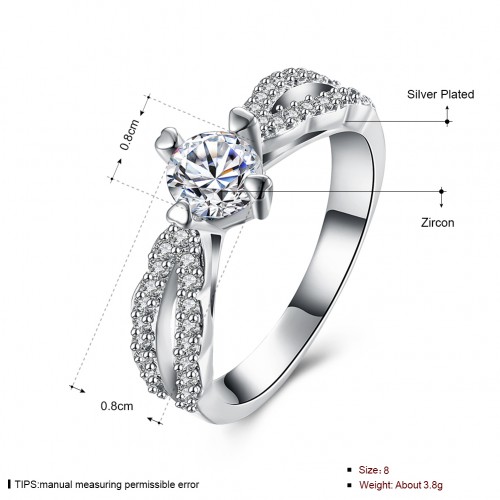 Silver Plated
0.8cm
Zircon
0.8cm
Size: 8
TIPS:manual measuring permissible error
Weight: About 3.8g